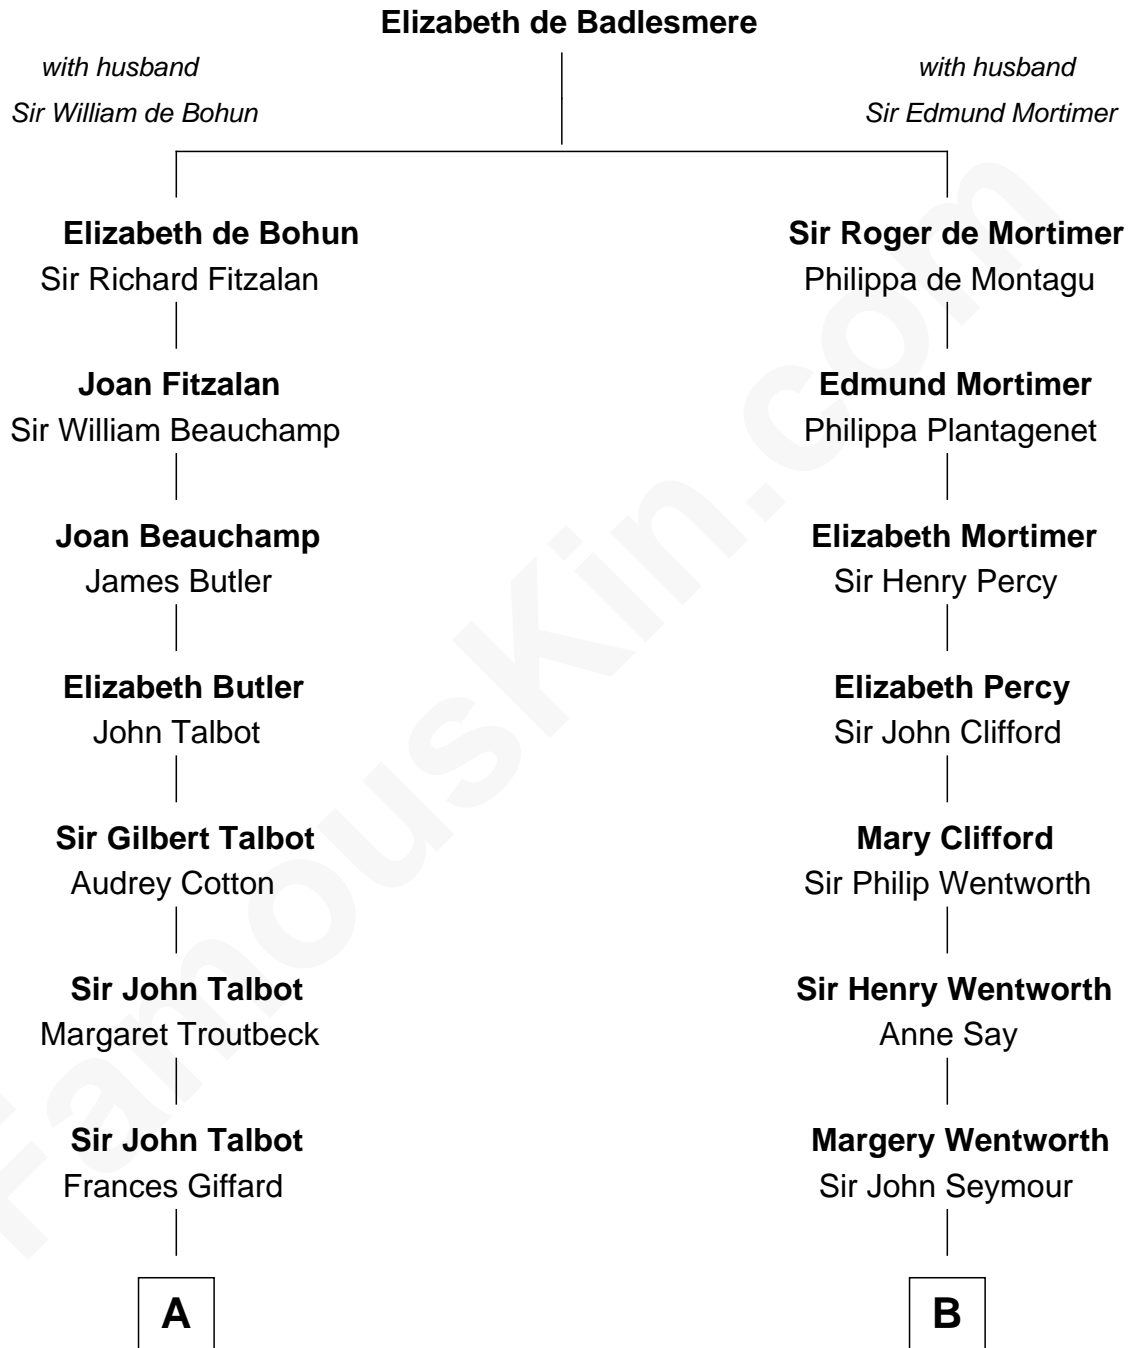 Elizabeth de Badlesmere
with husband
Sir William de Bohun
with husband
Sir Edmund Mortimer
Elizabeth de Bohun
Sir Richard Fitzalan
Sir Roger de Mortimer
Philippa de Montagu
Joan Fitzalan
Sir William Beauchamp
Edmund Mortimer
Philippa Plantagenet
Joan Beauchamp
James Butler
Elizabeth Mortimer
Sir Henry Percy
Elizabeth Butler
John Talbot
Elizabeth Percy
Sir John Clifford
Sir Gilbert Talbot
Audrey Cotton
Mary Clifford
Sir Philip Wentworth
Sir John Talbot
Margaret Troutbeck
Sir Henry Wentworth
Anne Say
Sir John Talbot
Frances Giffard
Margery Wentworth
Sir John Seymour
A
B
FamousKin.com